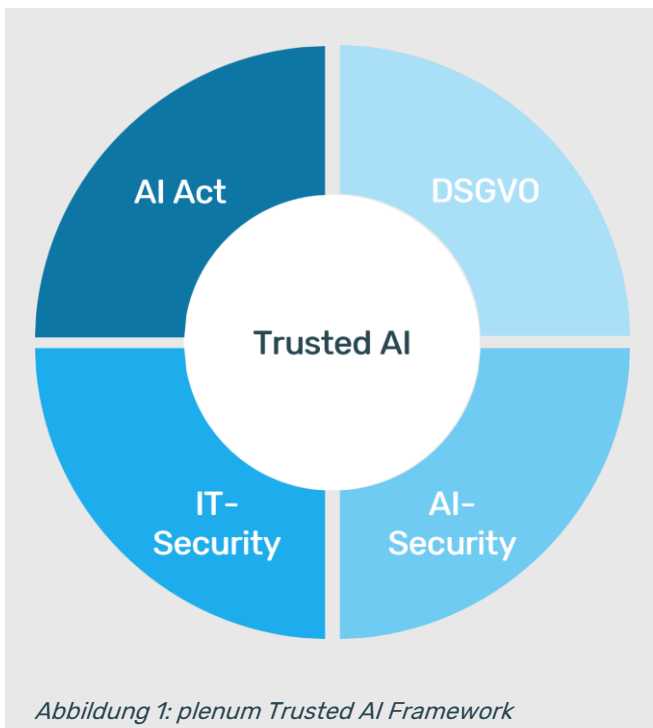 AI Act
DSGVO
Trusted AI
IT-
Security
AI-
Security
Abbildung 1: plenum Trusted AI Framework